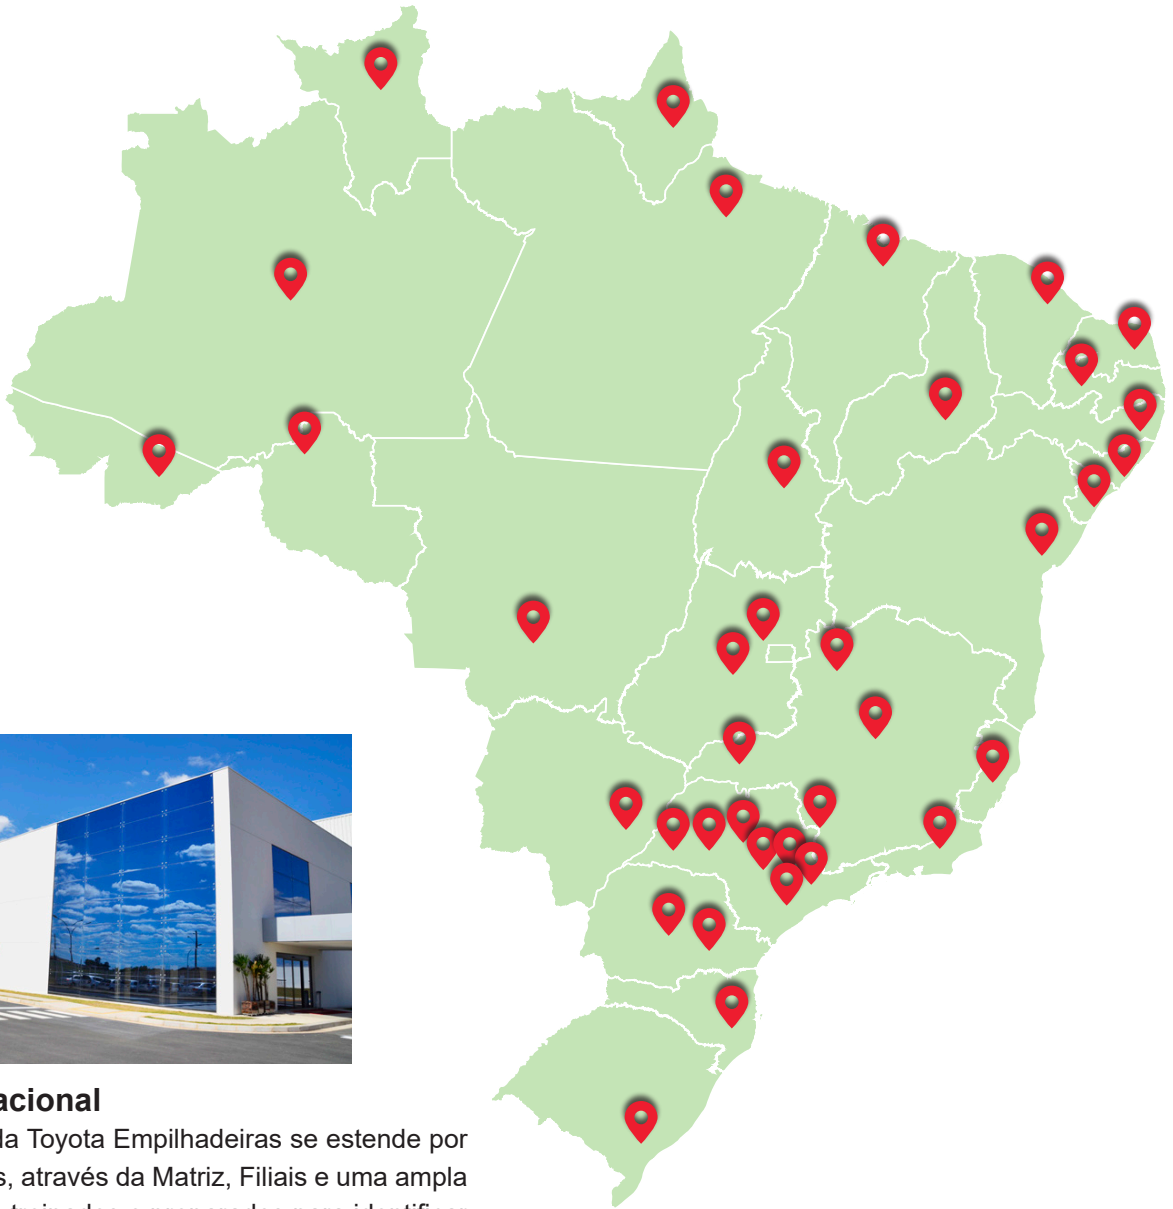 acional
da Toyota Empilhadeiras se estende por
s, através da Matriz, Filiais e uma ampla